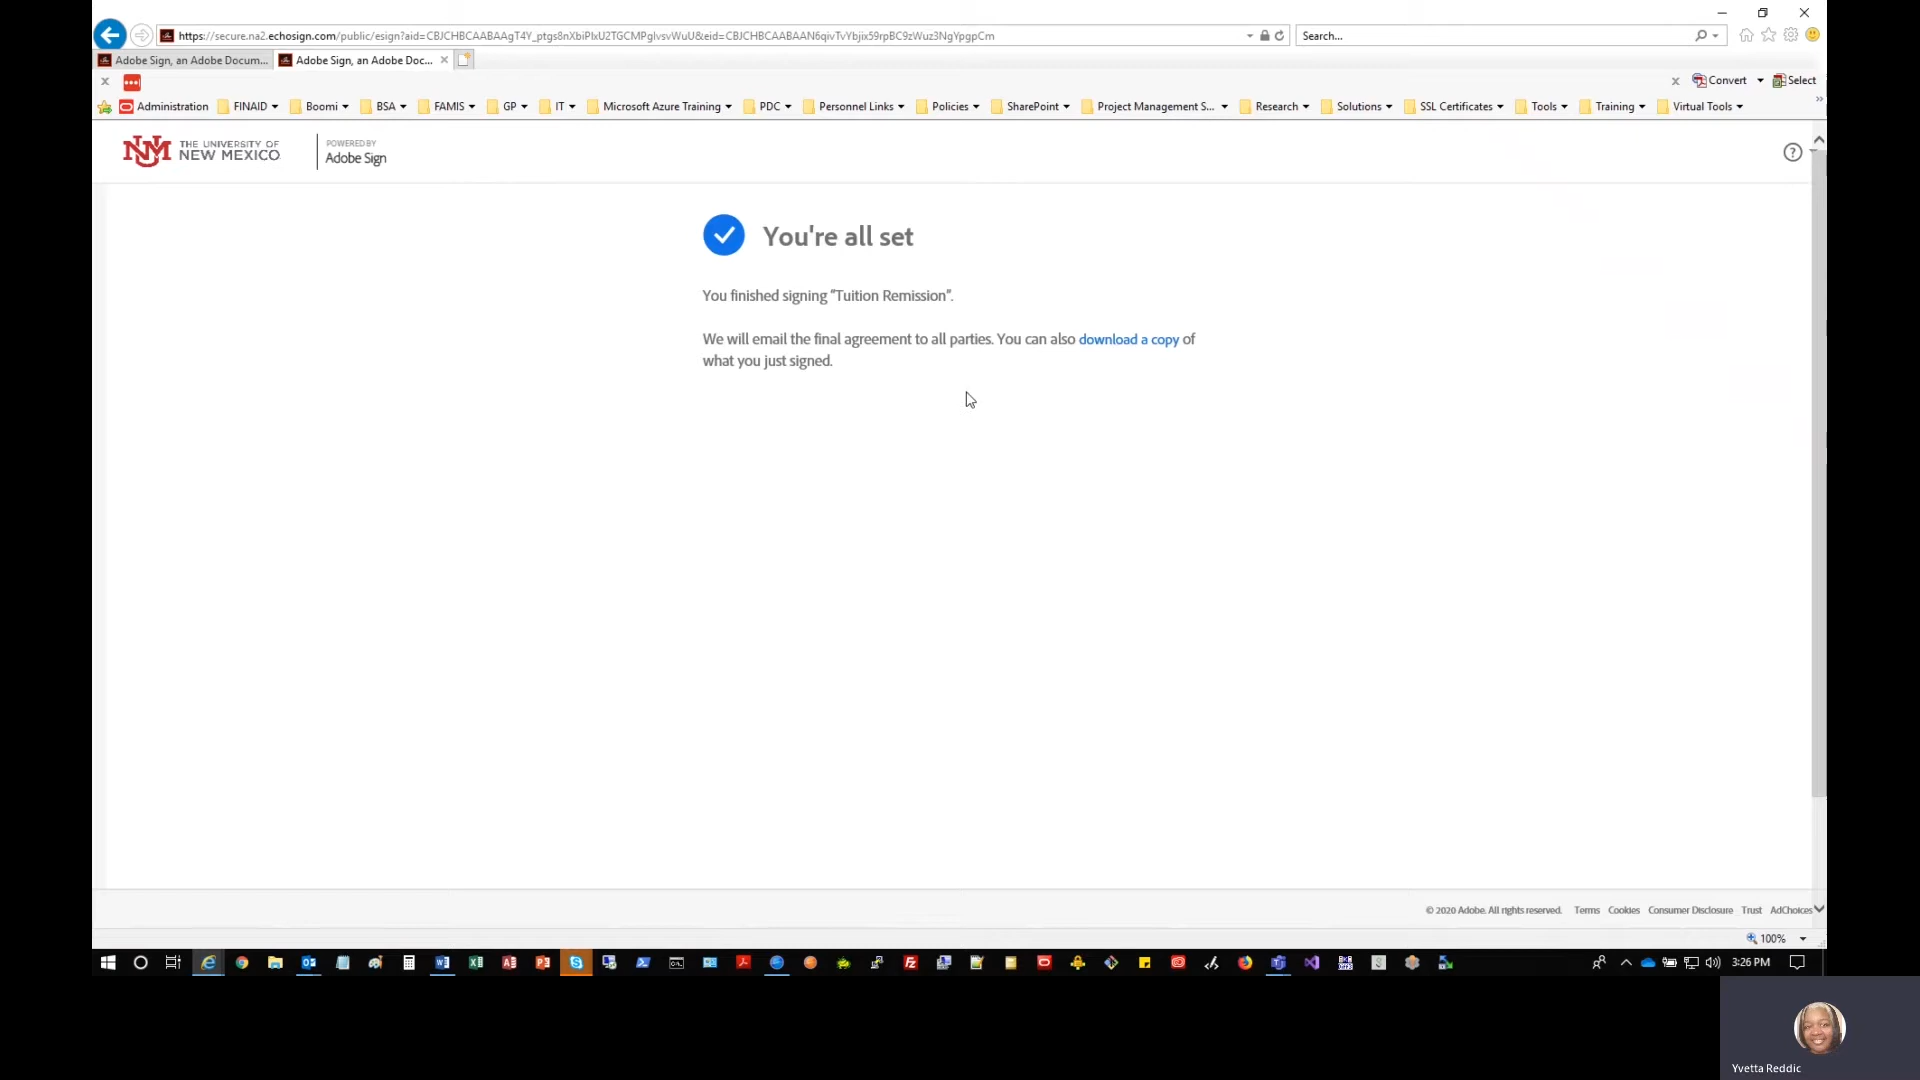 https://secure.na2.echosign.com/public/esign?aid=CBJCHBCAABAAgT4Y_ptgs8nXbiPIxU2TGCMPglvsvWuU&eid=CBJCHBCAABAAN6qivTvYbjix59rpBC9zWuz3NgYpgpCm
Search...
Adobe Sign, an Adobe Docum...
Adobe Sign, an Adobe Doc...
Convert
Select
Administration
FINAID
Boomi
BSA
FAMIS
GP
IT
Microsoft Azure Training
PDC
Personnel Links
Policies
SharePoint
Project Management S...
Research
Solutions
SSL Certificates
Tools
Training
Virtual Tools
THE UNIVERSITY OF
NEW MEXICO
POWERED BY
Adobe Sign
You're all set
You finished signing "Tuition Remission".
We will email the final agreement to all parties. You can also download a copy of
what you just signed.
© 2020 Adobe. All rights reserved.
Terms
Cookies
Consumer Disclosure
Trust
AdChoices
100%
3:26 PM
Yvetta Reddic